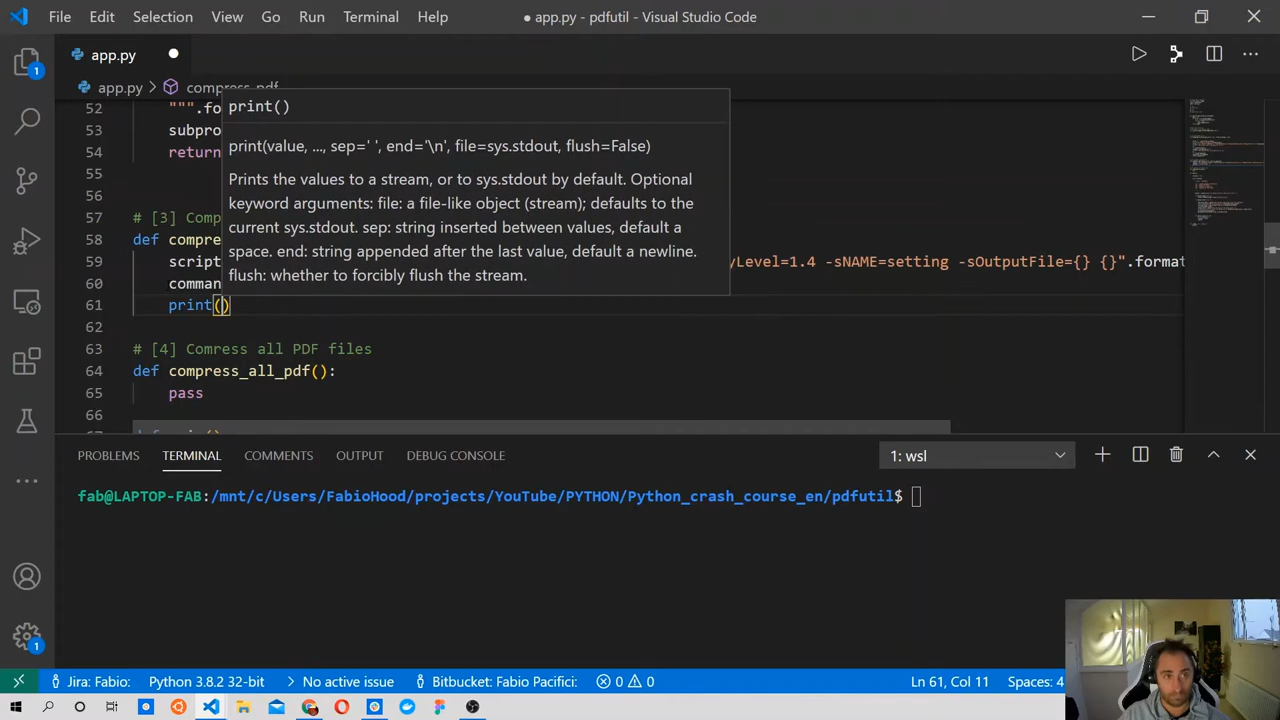 File Edit Selection View Go Run Terminal Help ● app.py - pdfutil - Visual Studio Code
1 app.py
app.py > compress_pdf
print()
52 """.fo
print(value, ..., sep=' ', end='\n', file=sys.stdout, flush=False)
53 subpro
54 return
Prints the values to a stream, or to sys.stdout by default. Optional
keyword arguments: file: a file-like object (stream); defaults to the
current sys.stdout. sep: string inserted between values, default a
space. end: string appended after the last value, default a newline.
flush: whether to forcibly flush the stream.
55
56
57 # [3] Comp
58 def compre
59 script yLevel=1.4 -sNAME=setting -sOutputFile={} {}".format
60 comman
61 print()
62
63 # [4] Comress all PDF files
64 def compress_all_pdf():
65 pass
66
PROBLEMS TERMINAL COMMENTS OUTPUT DEBUG CONSOLE 1: wsl
fab@LAPTOP-FAB:/mnt/c/Users/FabioHood/projects/YouTube/PYTHON/Python_crash_course_en/pdfutil$
1
Jira: Fabio: Python 3.8.2 32-bit > No active issue Bitbucket: Fabio Pacifici: 0 0 Ln 61, Col 11 Spaces: 4